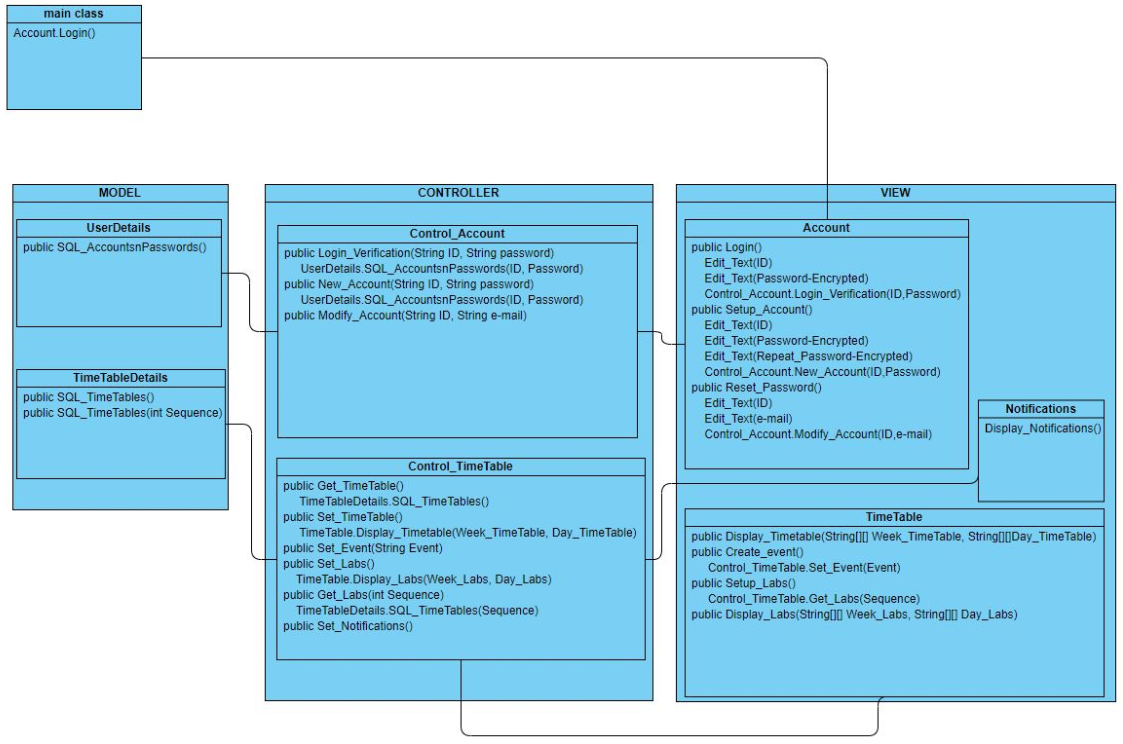 main class
Account.Login()
MODEL
UserDetails
public SQL_AccountsnPasswords()
TimeTableDetails
public SQL_TimeTables()
public SQL_TimeTables(int Sequence)
CONTROLLER
Control_Account
public Login_Verification(String ID, String password)
UserDetails.SQL_AccountsnPasswords(ID, Password)
public New_Account(String ID, String password)
UserDetails.SQL_AccountsnPasswords(ID, Password)
public Modify_Account(String ID, String e-mail)
Control_TimeTable
public Get_TimeTable()
TimeTableDetails.SQL_TimeTables()
public Set_TimeTable()
TimeTable.Display_Timetable(Week_TimeTable, Day_TimeTable)
public Set_Event(String Event)
public Set_Labs()
TimeTable.Display_Labs(Week_Labs, Day_Labs)
public Get_Labs(int Sequence)
TimeTableDetails.SQL_TimeTables(Sequence)
public Set_Notifications()
VIEW
Account
public Login()
Edit_Text(ID)
Edit_Text(Password-Encrypted)
Control_Account.Login_Verification(ID,Password)
public Setup_Account()
Edit_Text(ID)
Edit_Text(Password-Encrypted)
Edit_Text(Repeat_Password-Encrypted)
Control_Account.New_Account(ID,Password)
public Reset_Password()
Edit_Text(ID)
Edit_Text(e-mail)
Control_Account.Modify_Account(ID,e-mail)
Notifications
Display_Notifications()
TimeTable
public Display_Timetable(String[][] Week_TimeTable, String[][]Day_TimeTable)
public Create_event()
Control_TimeTable.Set_Event(Event)
public Setup_Labs()
Control_TimeTable.Get_Labs(Sequence)
public Display_Labs(String[][] Week_Labs, String[][] Day_Labs)